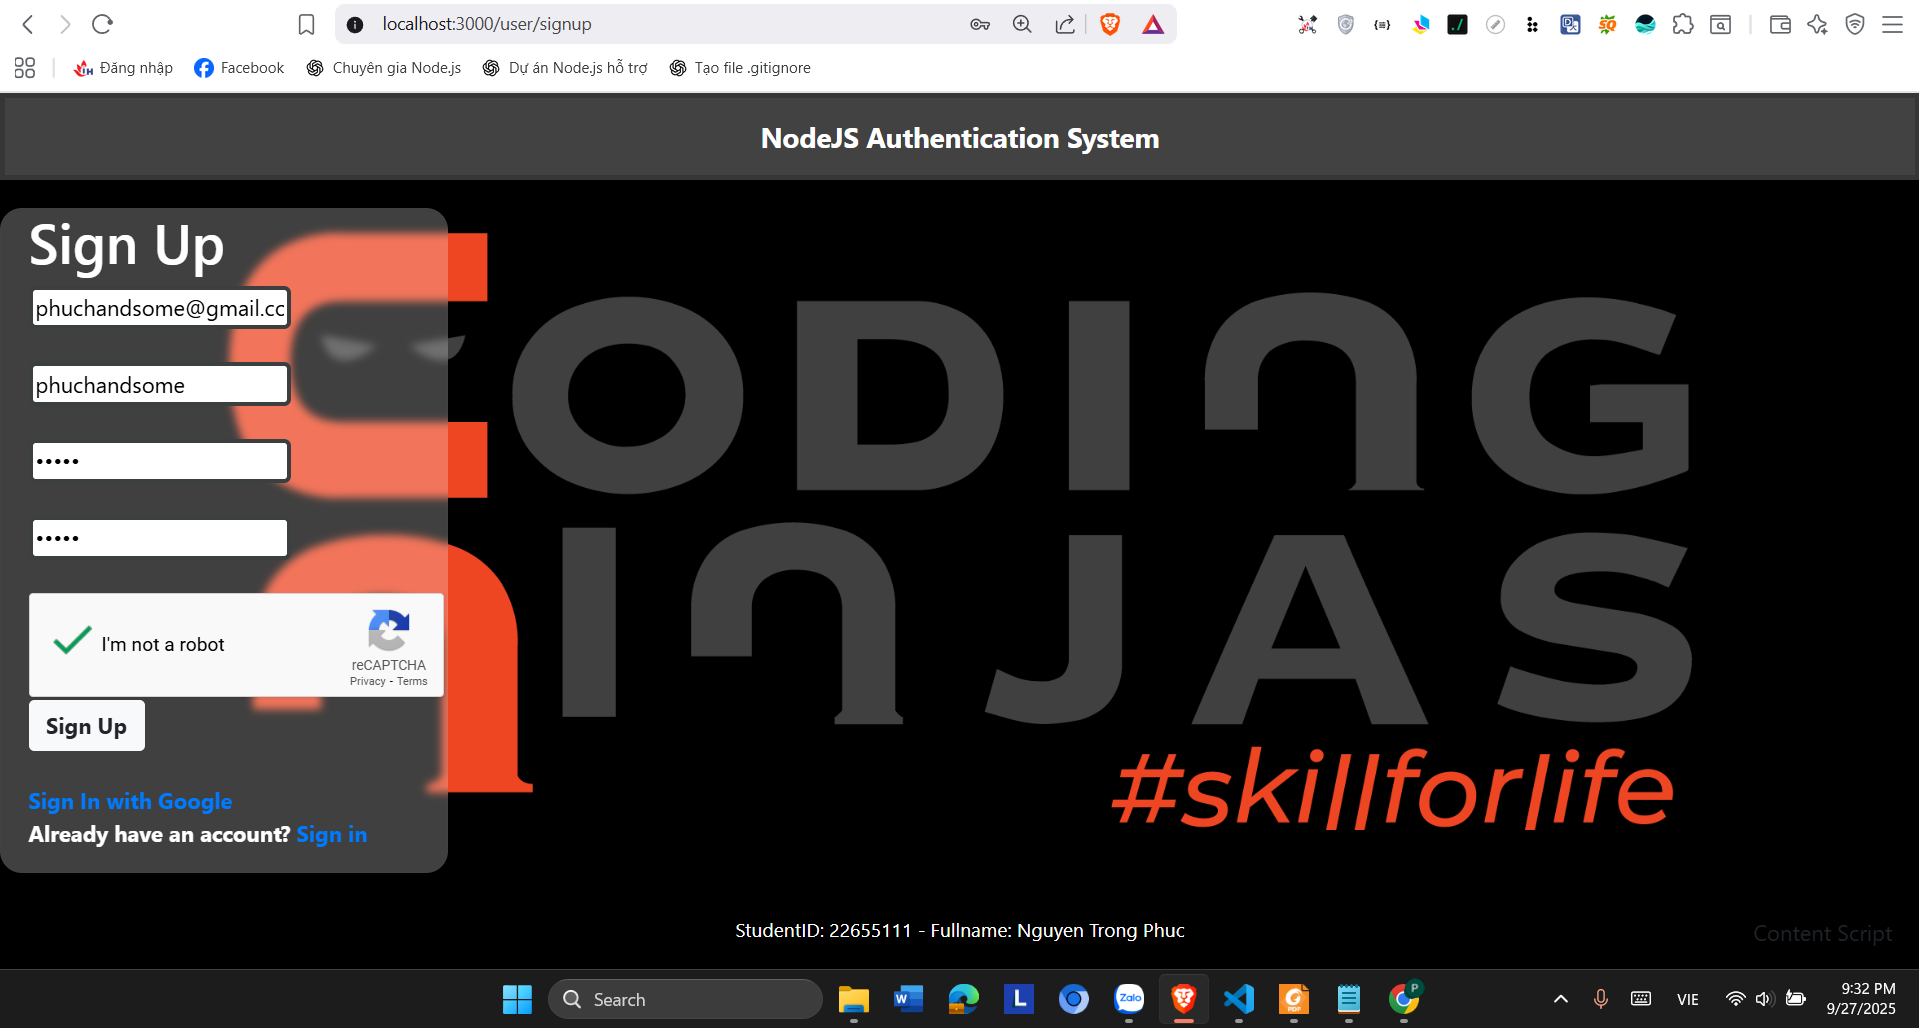 localhost:3000/user/signup
Đăng nhập
Facebook
Chuyên gia Node.js
Dự án Node.js hỗ trợ
Tạo file .gitignore
NodeJS Authentication System
Sign Up
phuchandsome@gmail.cc
phuchandsome
•••••
•••••
I'm not a robot
reCAPTCHA
Privacy - Terms
Sign Up
Sign In with Google
Already have an account? Sign in
CODING
NINJAS
#skillforlife
StudentID: 22655111 - Fullname: Nguyen Trong Phuc
Content Script
Search
W
L
Zalo
PDF
P
VIE
9:32 PM
9/27/2025